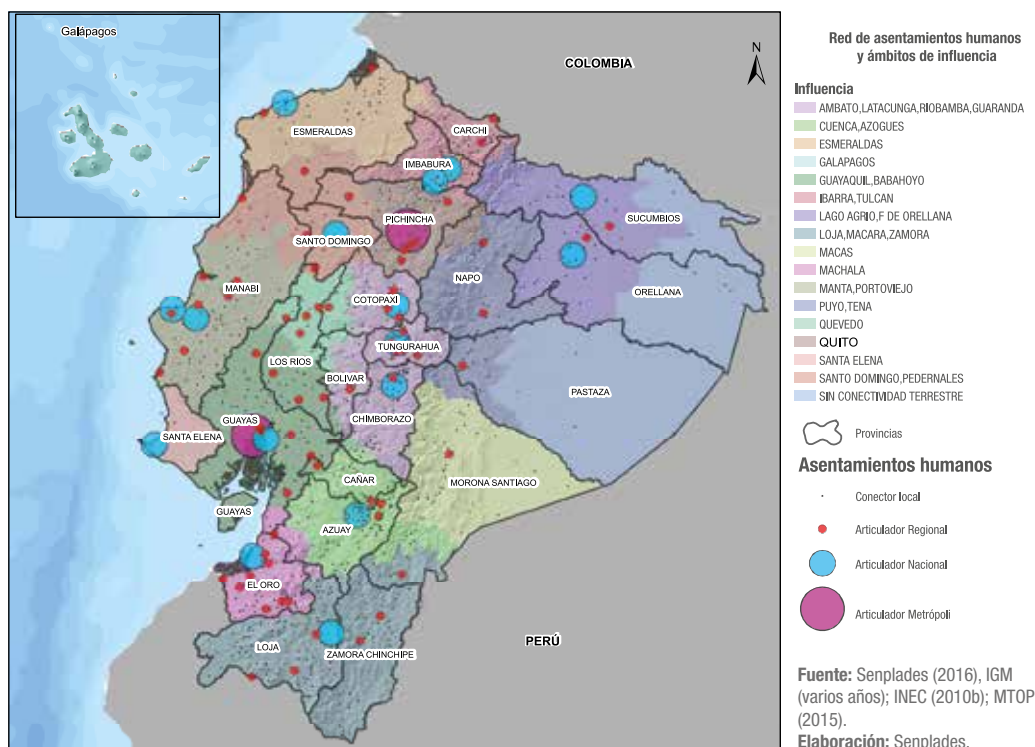 Galápagos
COLOMBIA
N
ESMERALDAS
CARCHI
IMBABURA
SUCUMBIOS
PICHINCHA
SANTO DOMINGO
NAPO
ORELLANA
MANABI
COTOPAXI
TUNGURAHUA
LOS RIOS
BOLIVAR
PASTAZA
CHIMBORAZO
GUAYAS
SANTA ELENA
CAÑAR
MORONA SANTIAGO
GUAYAS
AZUAY
EL ORO
PERÚ
LOJA
ZAMORA CHINCHIPE
Red de asentamientos humanos
y ámbitos de influencia
Influencia
AMBATO,LATACUNGA,RIOBAMBA,GUARANDA
CUENCA,AZOGUES
ESMERALDAS
GALAPAGOS
GUAYAQUIL,BABAHOYO
IBARRA,TULCAN
LAGO AGRIO,F DE ORELLANA
LOJA,MACARA,ZAMORA
MACAS
MACHALA
MANTA,PORTOVIEJO
PUYO,TENA
QUEVEDO
QUITO
SANTA ELENA
SANTO DOMINGO,PEDERNALES
SIN CONECTIVIDAD TERRESTRE
Provincias
Asentamientos humanos
Conector local
Articulador Regional
Articulador Nacional
Articulador Metrópoli
Fuente: Senplades (2016), IGM
(varios años); INEC (2010b); MTOP
(2015).
Elaboración: Senplades.